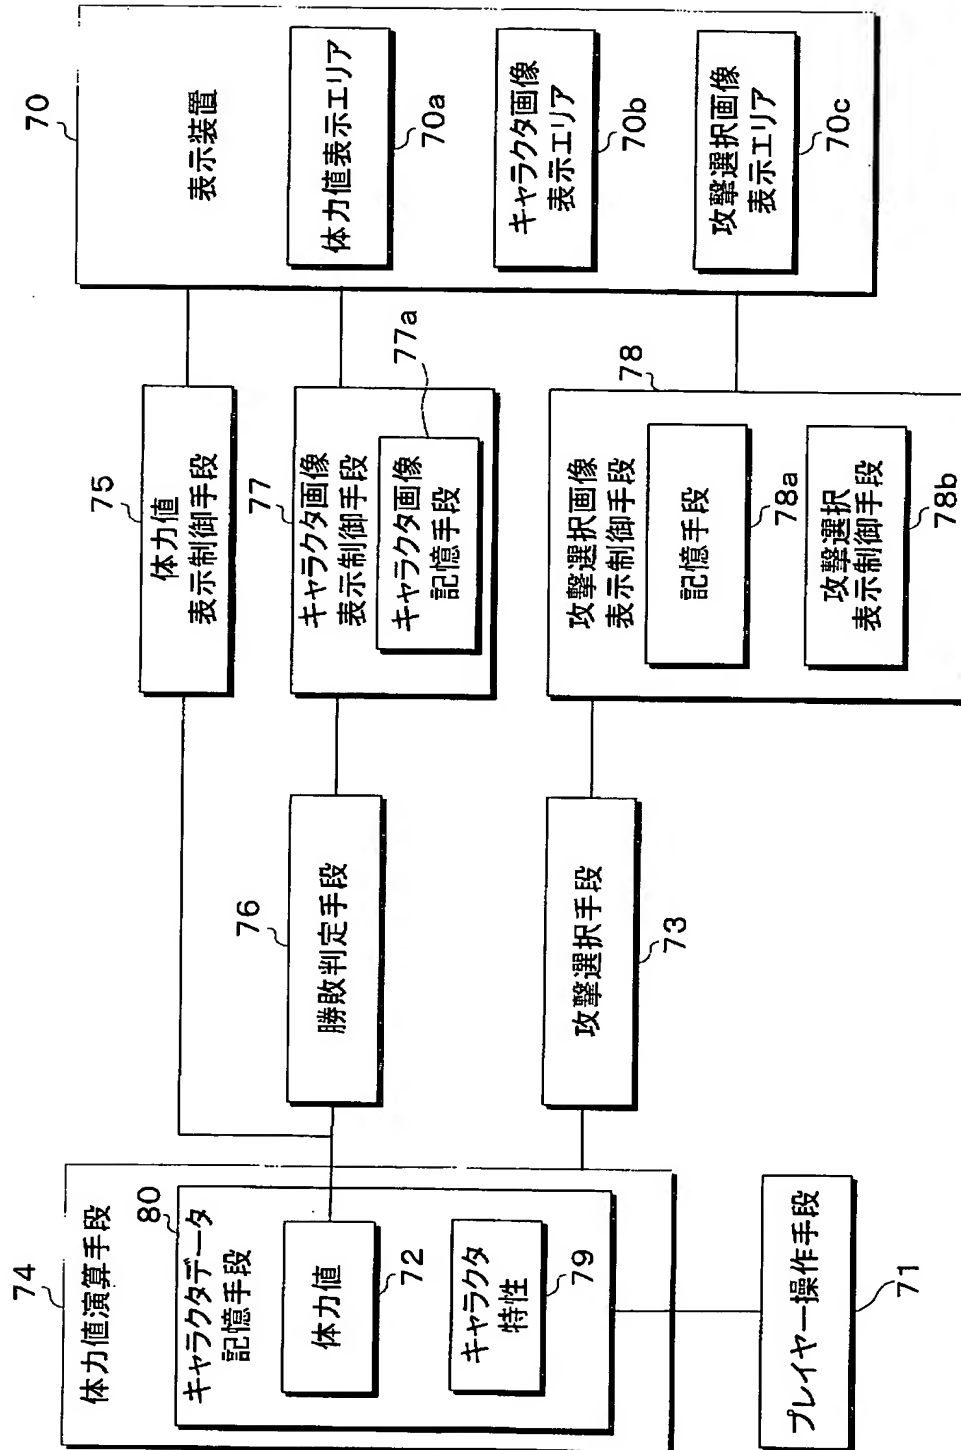 74
体力値演算手段
80
キャラクタデータ
記憶手段
体力値
72
キャラクタ
特性
79
プレイヤー操作手段
71
76
勝敗判定手段
攻撃選択手段
73
75
体力値
表示制御手段
77
キャラクタ画像
表示制御手段
キャラクタ画像
記憶手段
77a
攻撃選択画像
表示制御手段
78
記憶手段
78a
攻撃選択
表示制御手段
78b
70
表示装置
体力値表示エリア
70a
キャラクタ画像
表示エリア
70b
攻撃選択画像
表示エリア
70c